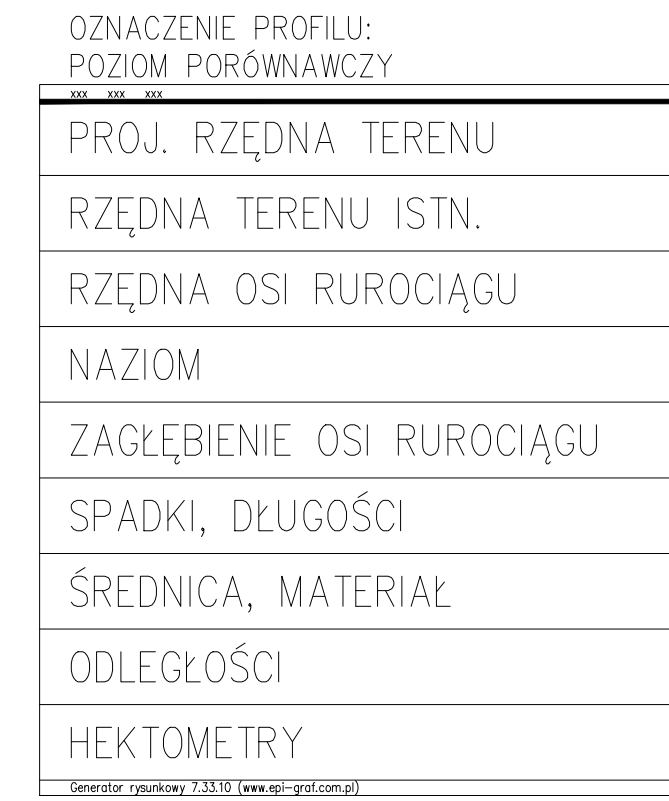 OZNACZENIE PROFILU:
POZIOM PORÓWNAWCZY
xxx xxx xxx
PROJ. RZĘDNA TERENU
RZĘDNA TERENU ISTN.
RZĘDNA OSI RUROCIĄGU
NAZIOM
ZAGŁĘBIENIE OSI RUROCIĄGU
SPADKI, DŁUGOŚCI
ŚREDNICA, MATERIAŁ
ODLEGŁOŚCI
HEKTOMETRY
Generator rysunkowy 7.33.10 (www.epi-graf.com.pl)